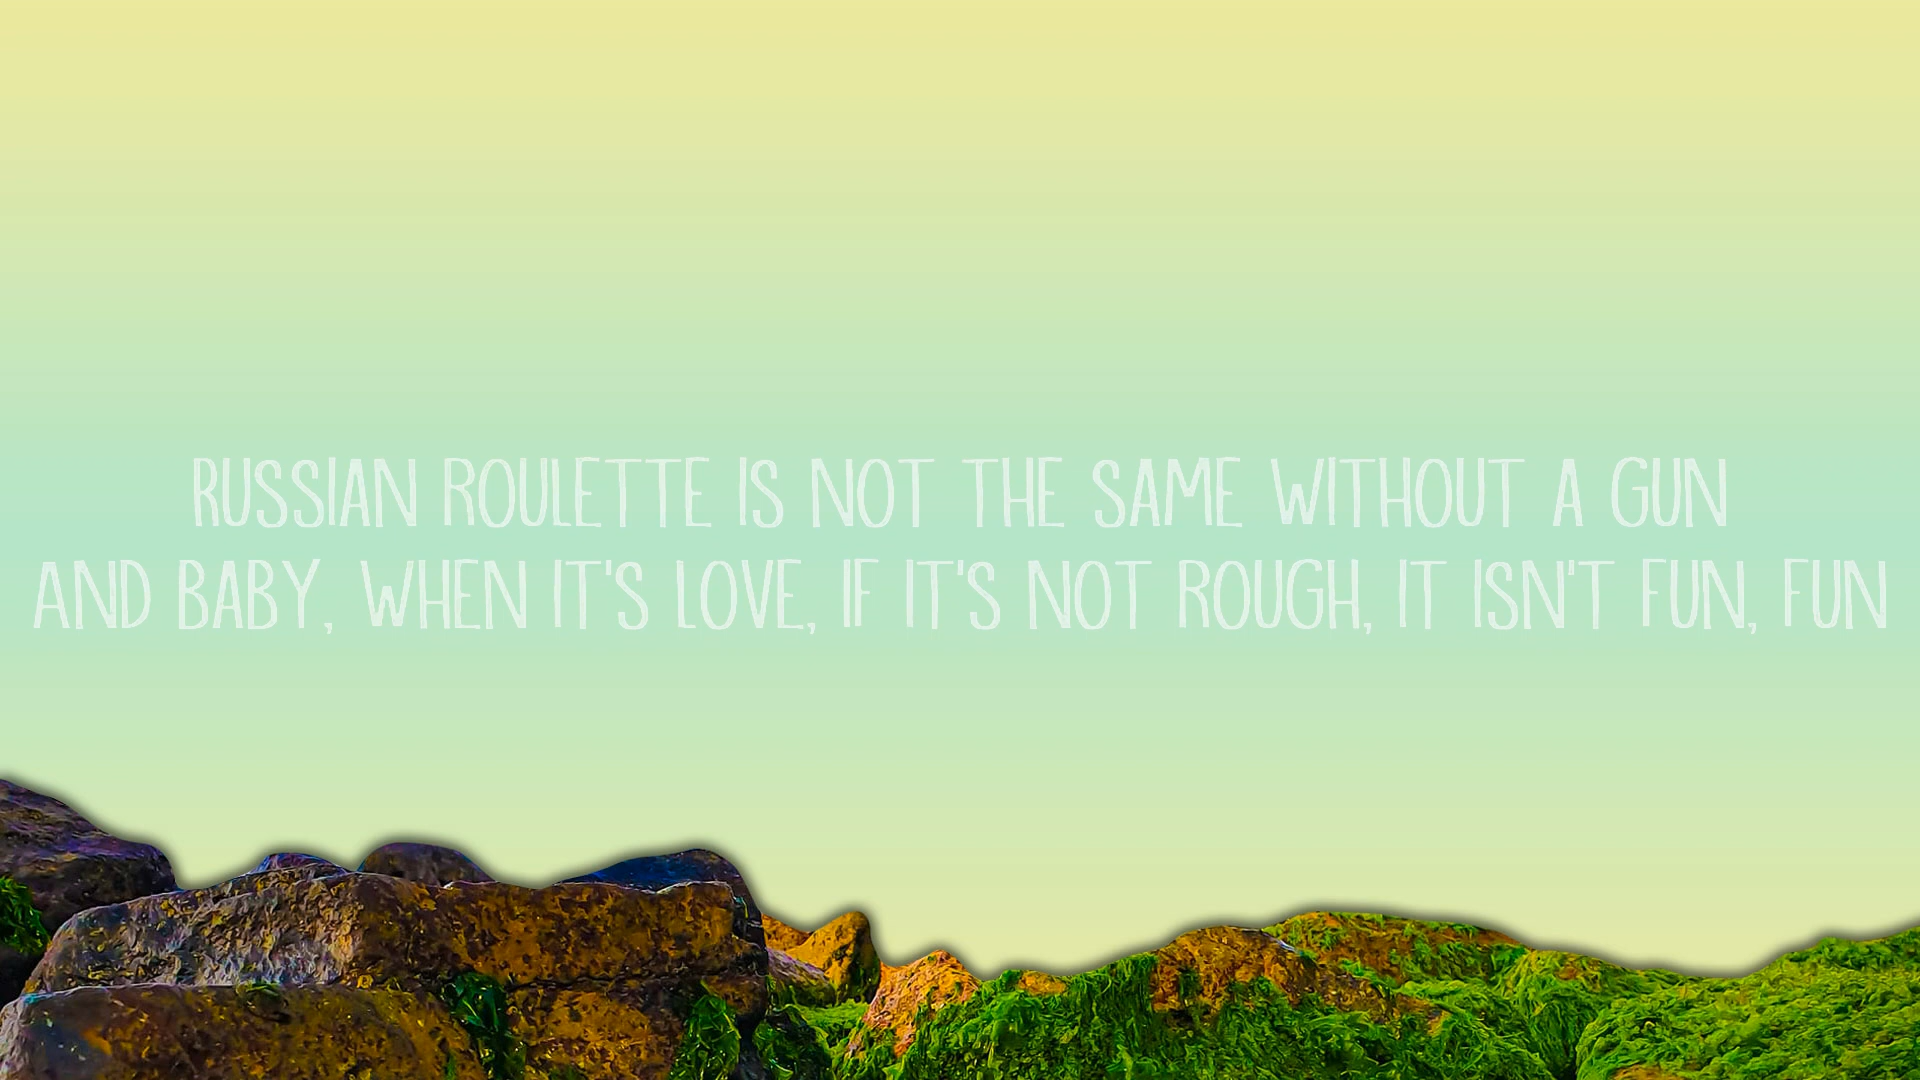 RUSSIAN ROULETTE IS NOT THE SAME WITHOUT A GUN
AND BABY, WHEN IT'S LOVE, IF IT'S NOT ROUGH, IT ISN'T FUN, FUN